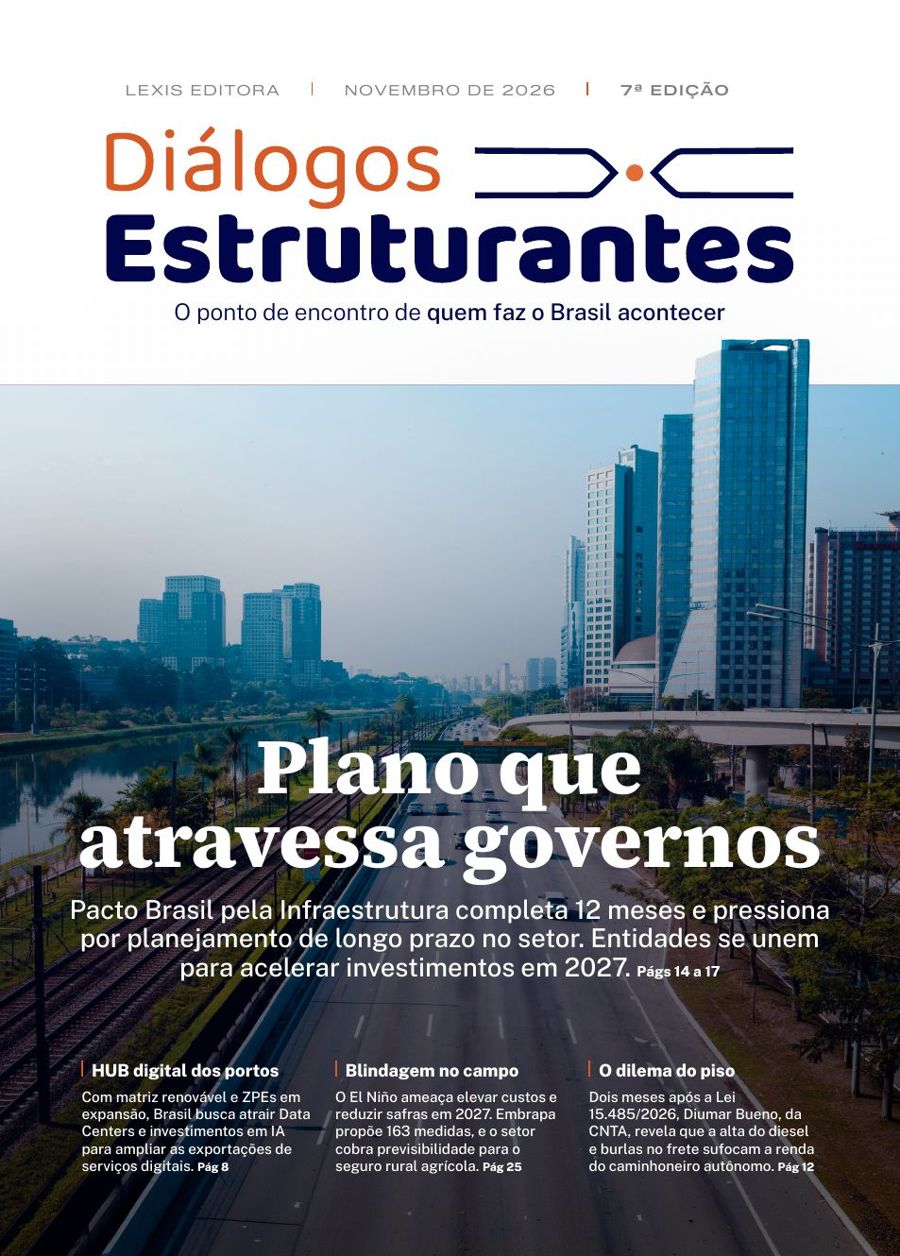 LEXIS EDITORA | NOVEMBRO DE 2026 | 7ª EDIÇÃO
Diálogos
Estruturantes
O ponto de encontro de quem faz o Brasil acontecer
Plano que
atravessa governos
Pacto Brasil pela Infraestrutura completa 12 meses e pressiona
por planejamento de longo prazo no setor. Entidades se unem
para acelerar investimentos em 2027. Págs 14 a 17
HUB digital dos portos
Com matriz renovável e ZPEs em
expansão, Brasil busca atrair Data
Centers e investimentos em IA
para ampliar as exportações de
serviços digitais. Pág 8
Blindagem no campo
O El Niño ameaça elevar custos e
reduzir safras em 2027. Embrapa
propõe 163 medidas, e o setor
cobra previsibilidade para o
seguro rural agrícola. Pág 25
O dilema do piso
Dois meses após a Lei
15.485/2026, Diumar Bueno, da
CNTA, revela que a alta do diesel
e burlas no frete sufocam a renda
do caminhoneiro autônomo. Pág 12